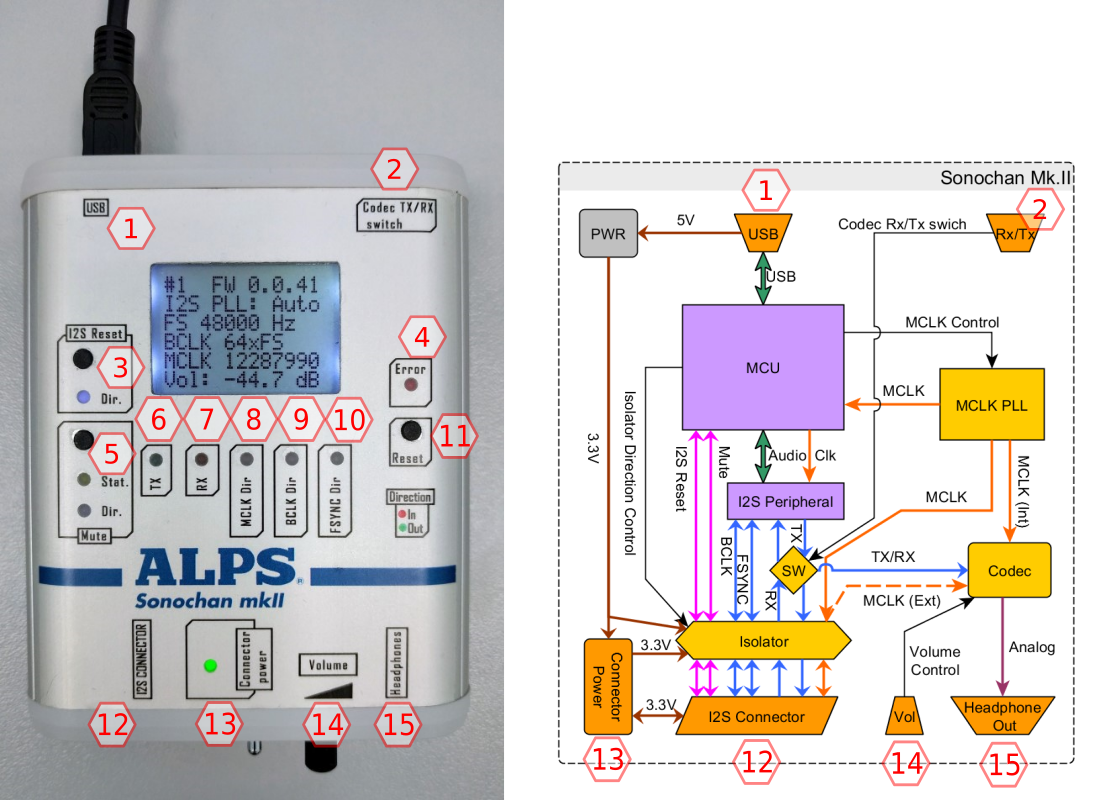 2
USB
1
Codec TX/RX
switch
#1 FW 0.0.41
I2S PLL: Auto
FS 48000 Hz
BCLK 64xFS
MCLK 12287990
Vol: -44.7 dB
I2S Reset
3
Dir.
4
Error
5
Stat.
Dir.
Mute
6
7
8
9
10
11
TX
RX
MCLK Dir
BCLK Dir
FSYNC Dir
Reset
Direction
In
Out
ALPS®
Sonochan mkII
I2S CONNECTOR
Connector
power
Volume
Headphones
12
13
14
15
Sonochan Mk.II
1
2
PWR
5V
USB
Codec Rx/Tx swich
Rx/Tx
USB
MCU
MCLK Control
MCLK
MCLK PLL
3.3V
Isolator Direction Control
I2S Reset
Mute
Audio
Clk
I2S Peripheral
MCLK
MCLK (Int)
BCLK
FSYNC
TX
RX
SW
TX/RX
Codec
MCLK (Ext)
Isolator
3.3V
Connector
Power
3.3V
I2S Connector
Volume
Control
Analog
Vol
Headphone
Out
13
12
14
15